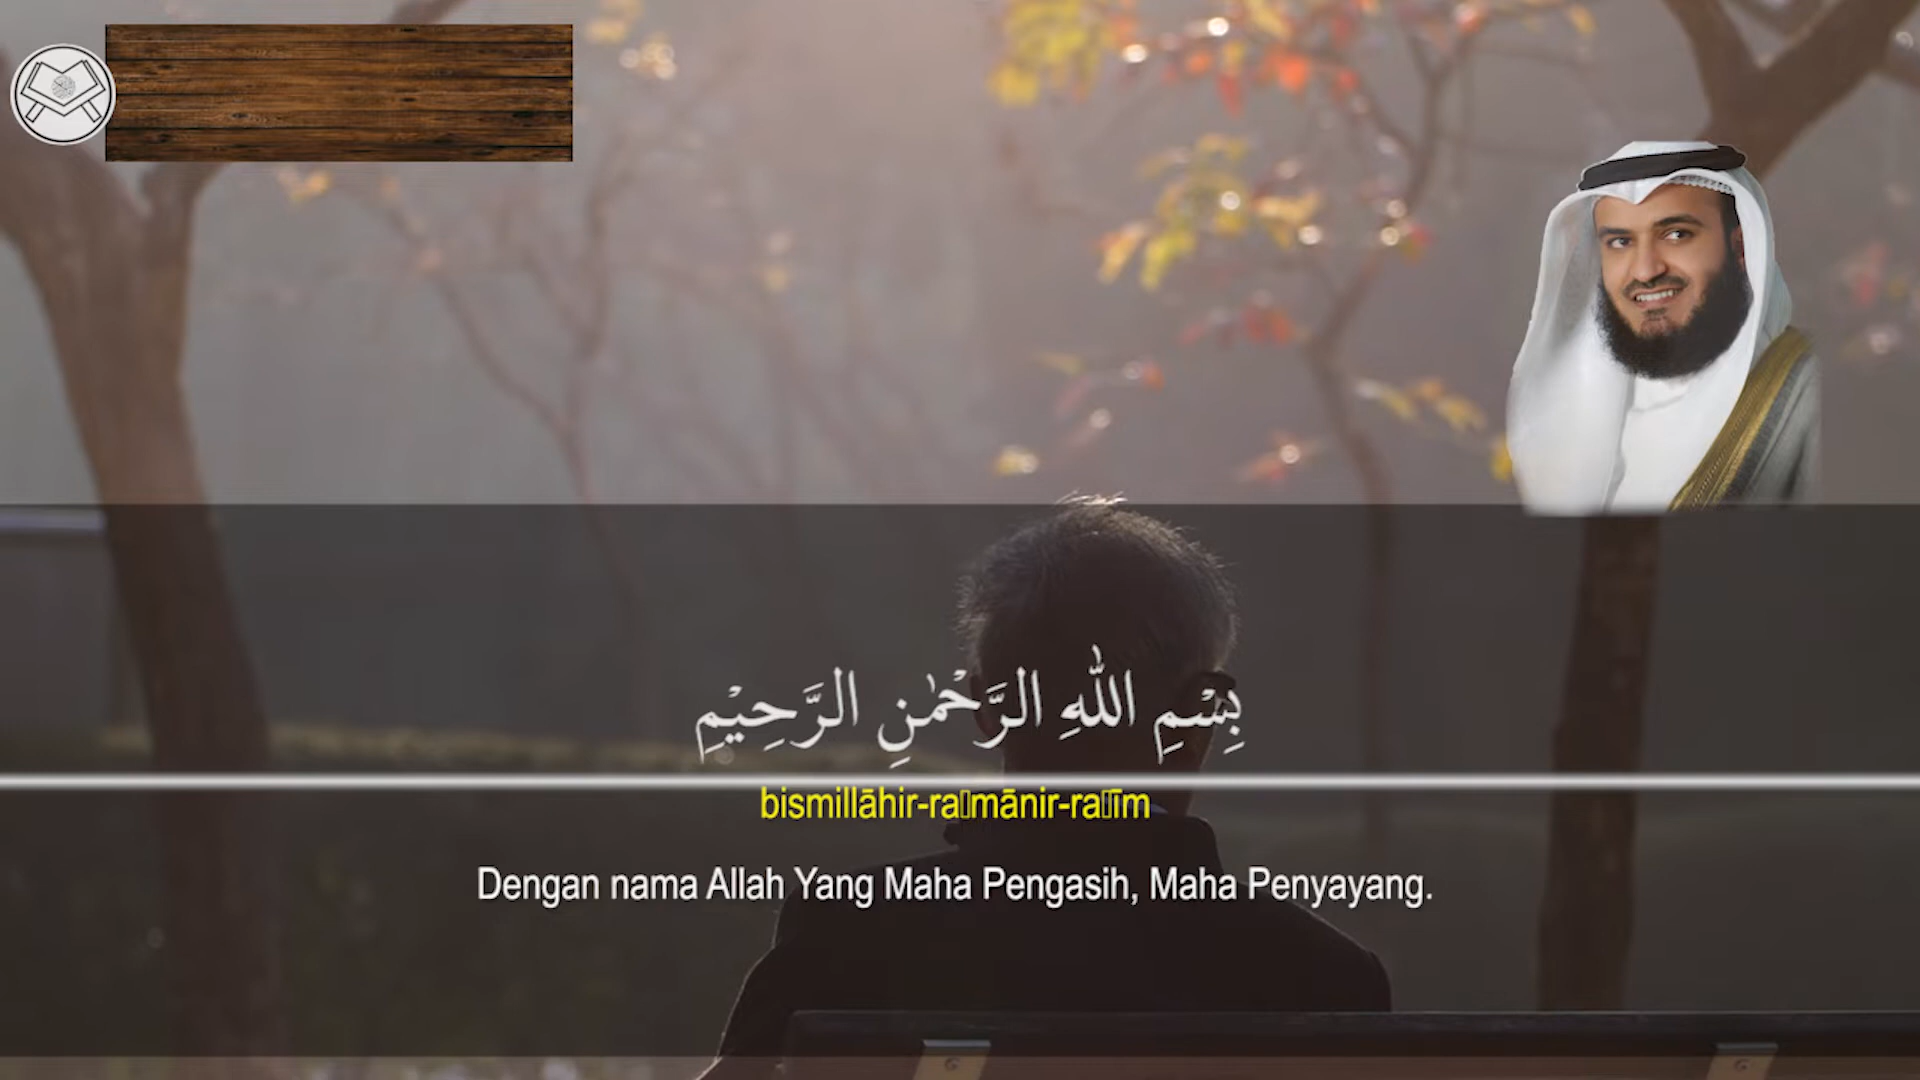 بِسْمِ اللّٰهِ الرَّحْمٰنِ الرَّحِيْمِ
bismillāhir-ra▯mānir-ra▯īm
Dengan nama Allah Yang Maha Pengasih, Maha Penyayang.